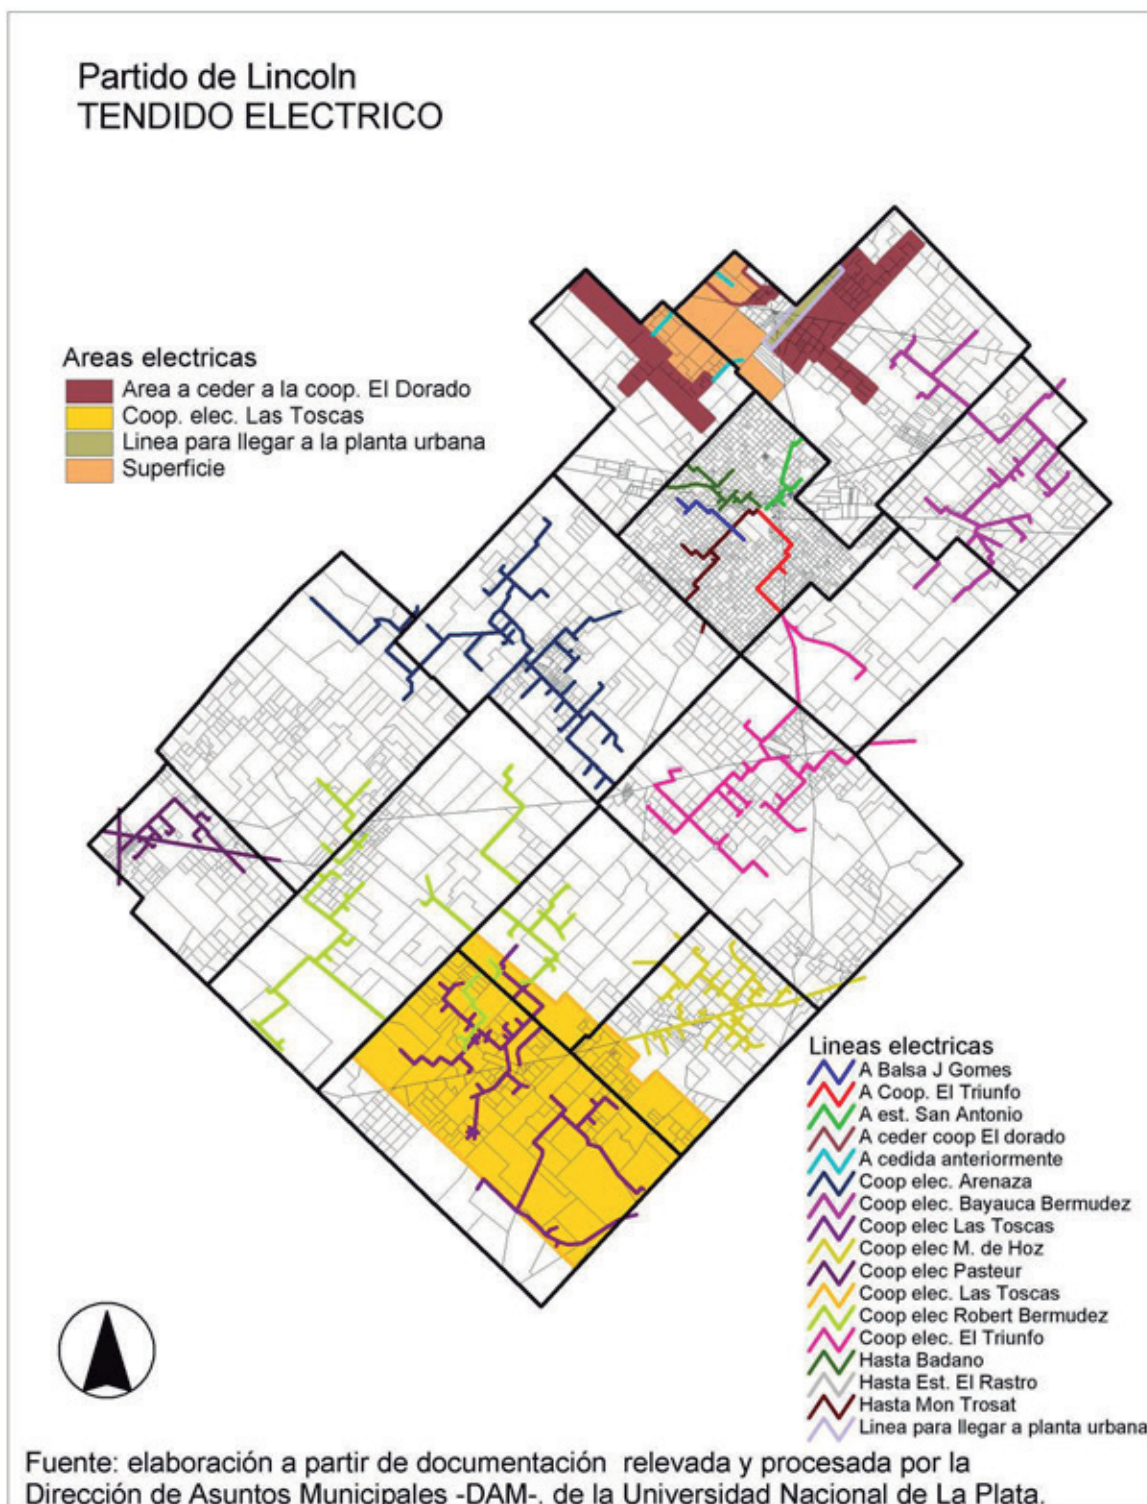 Partido de Lincoln
TENDIDO ELECTRICO
Areas electricas
Area a ceder a la coop. El Dorado
Coop. elec. Las Toscas
Linea para llegar a la planta urbana
Superficie
Lineas electricas
A Balsa J Gomes
A Coop. El Triunfo
A est. San Antonio
A ceder coop El dorado
A cedida anteriormente
Coop elec. Arenaza
Coop elec. Bayauca Bermudez
Coop elec Las Toscas
Coop elec M. de Hoz
Coop elec Pasteur
Coop elec. Las Toscas
Coop elec Robert Bermudez
Coop elec. El Triunfo
Hasta Badano
Hasta Est. El Rastro
Hasta Mon Trosat
Linea para llegar a planta urbana
Fuente: elaboración a partir de documentación relevada y procesada por la
Dirección de Asuntos Municipales -DAM-, de la Universidad Nacional de La Plata.